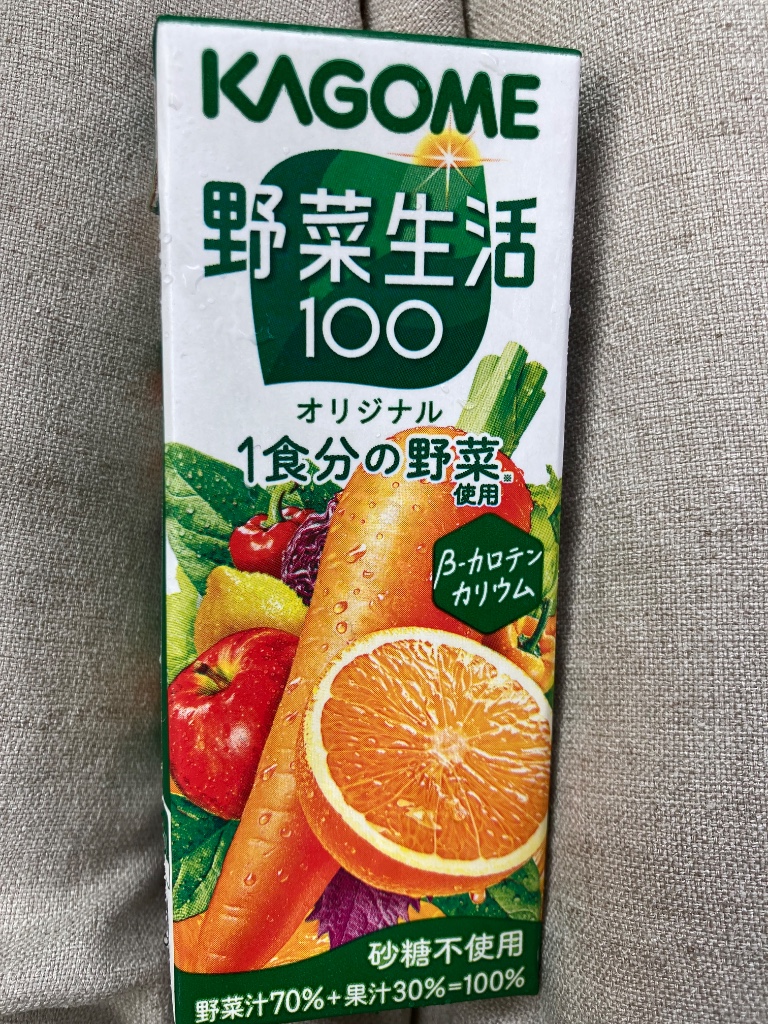 KAGOME
野菜生活
100
オリジナル
1食分の野菜※
使用
β-カロテン
カリウム
砂糖不使用
野菜汁70%+果汁30%=100%